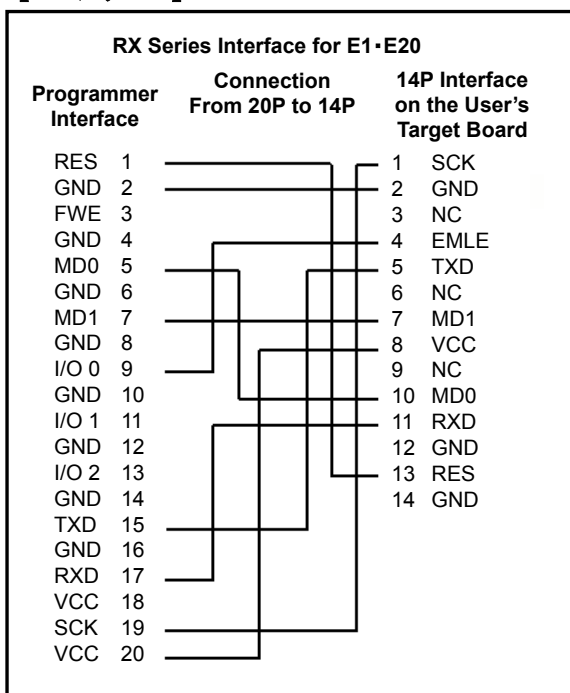 RX Series Interface for E1・E20
Programmer
Interface
Connection
From 20P to 14P
14P Interface
on the User's
Target Board
RES 1
GND 2
FWE 3
GND 4
MD0 5
GND 6
MD1 7
GND 8
I/O 0 9
GND 10
I/O 1 11
GND 12
I/O 2 13
GND 14
TXD 15
GND 16
RXD 17
VCC 18
SCK 19
VCC 20
1 SCK
2 GND
3 NC
4 EMLE
5 TXD
6 NC
7 MD1
8 VCC
9 NC
10 MD0
11 RXD
12 GND
13 RES
14 GND